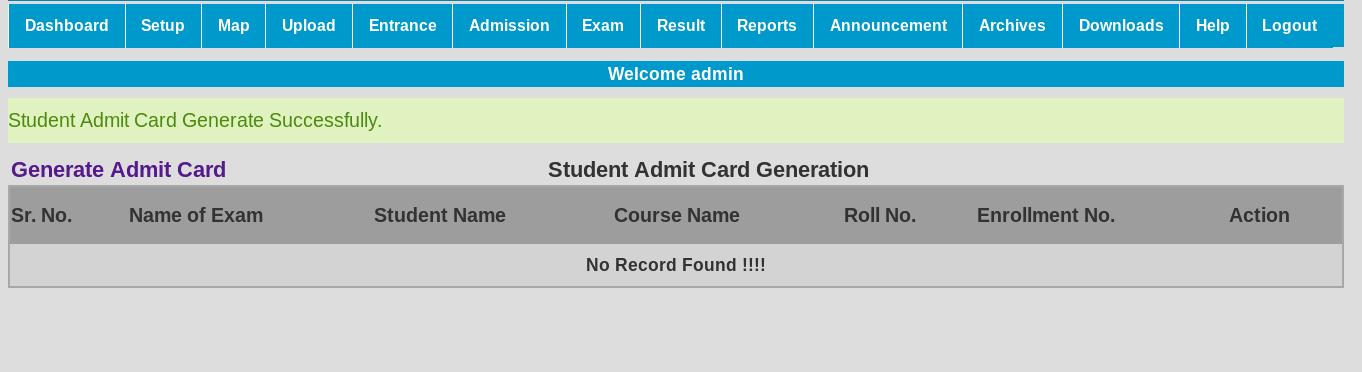 Dashboard Setup Map Upload Entrance Admission Exam Result Reports Announcement Archives Downloads Help Logout
Welcome admin
Student Admit Card Generate Successfully.
Generate Admit Card Student Admit Card Generation
Sr. No. Name of Exam Student Name Course Name Roll No. Enrollment No. Action
No Record Found !!!!